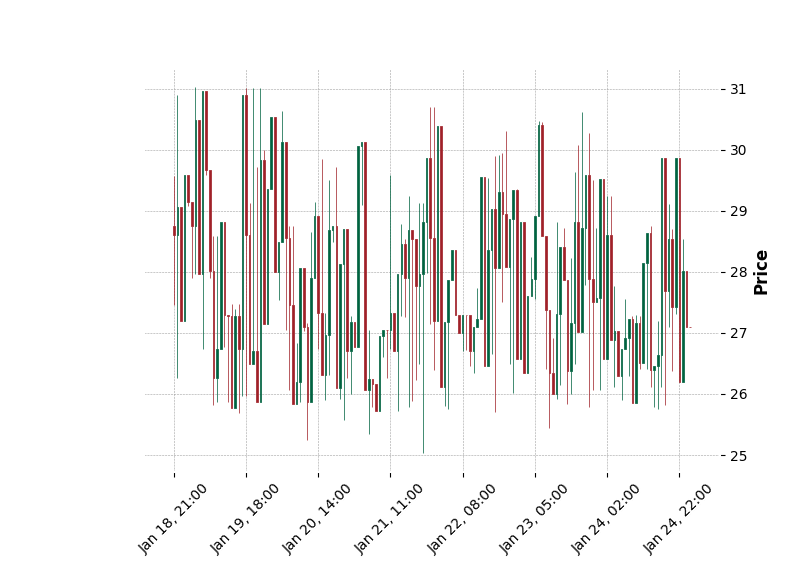 31
30
29
28
27
26
25
Price
Jan 18, 21:00
Jan 19, 18:00
Jan 20, 14:00
Jan 21, 11:00
Jan 22, 08:00
Jan 23, 05:00
Jan 24, 02:00
Jan 24, 22:00